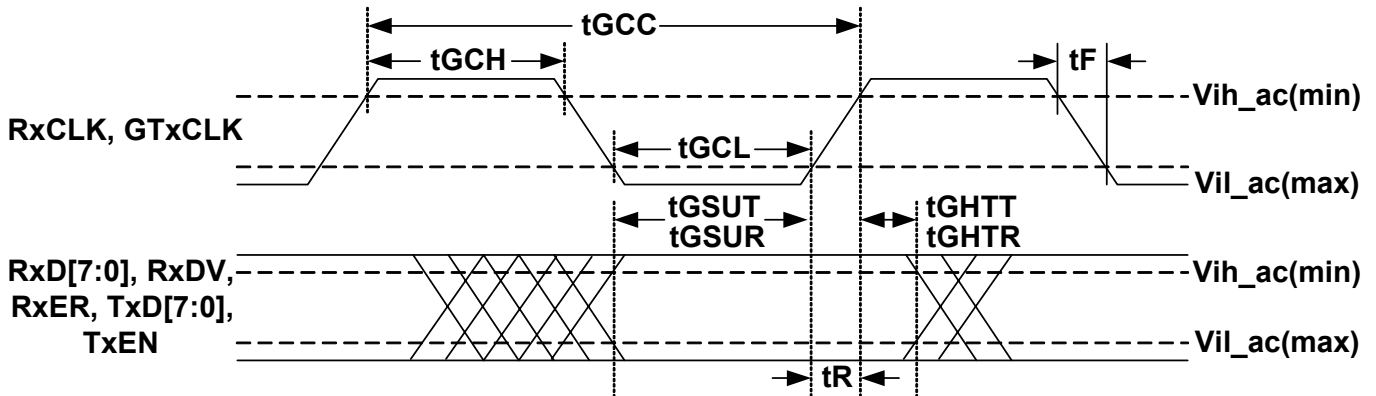 tGCC
tGCH
tF
Vih_ac(min)
RxCLK, GTxCLK
tGCL
Vil_ac(max)
tGSUT
tGSUR
tGHTT
tGHTR
RxD[7:0], RxDV,
RxER, TxD[7:0],
TxEN
Vih_ac(min)
Vil_ac(max)
tR